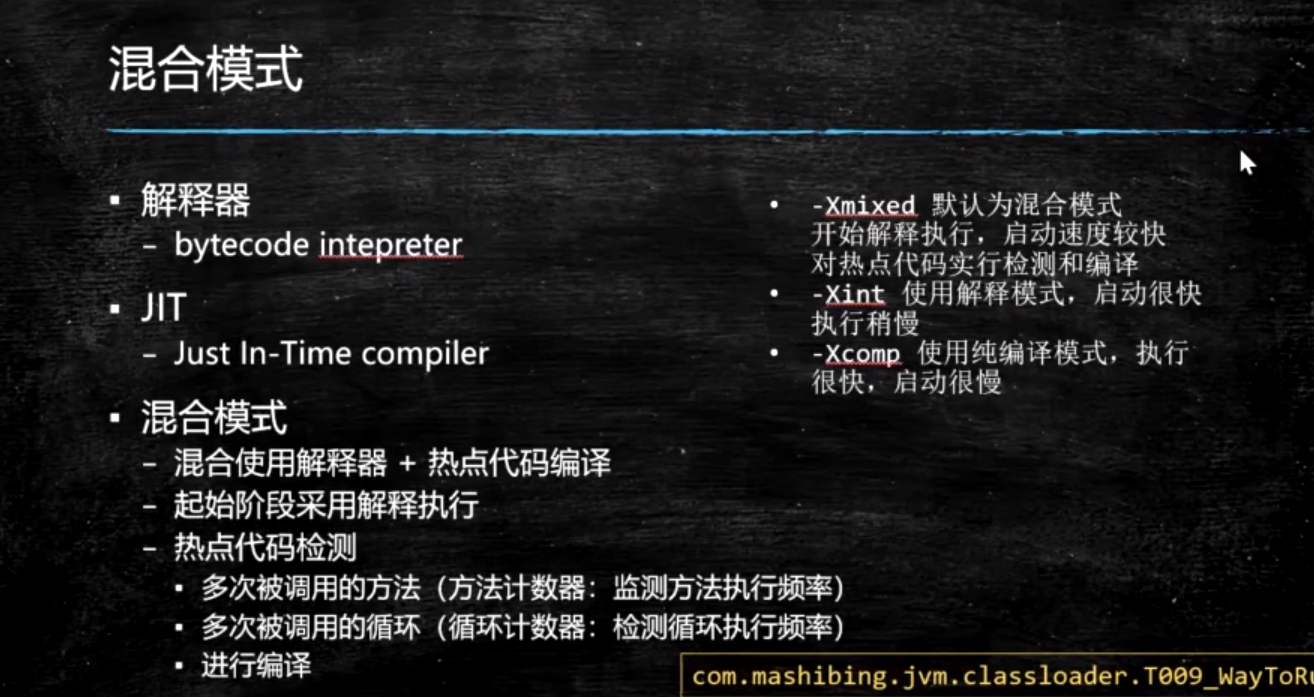 混合模式
▪ 解释器
– bytecode intepreter
▪ JIT
– Just In-Time compiler
▪ 混合模式
– 混合使用解释器 + 热点代码编译
– 起始阶段采用解释执行
– 热点代码检测
▪ 多次被调用的方法（方法计数器：监测方法执行频率）
▪ 多次被调用的循环（循环计数器：检测循环执行频率）
▪ 进行编译
• -Xmixed 默认为混合模式
开始解释执行，启动速度较快
对热点代码实行检测和编译
• -Xint 使用解释模式，启动很快
执行稍慢
• -Xcomp 使用纯编译模式，执行
很快，启动很慢
com.mashibing.jvm.classloader.T009_WayToR